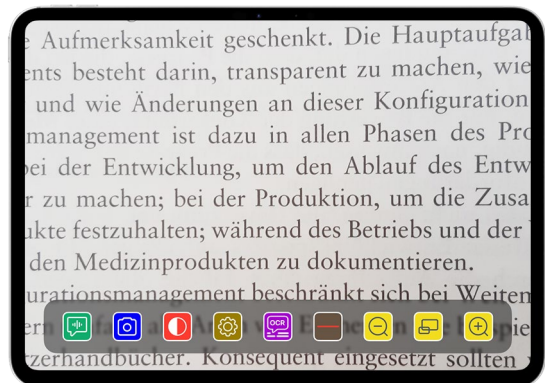 Aufmerksamkeit geschenkt. Die Hauptaufgab
ents besteht darin, transparent zu machen, wie
und wie Änderungen an dieser Konfiguration
management ist dazu in allen Phasen des Pro
bei der Entwicklung, um den Ablauf des Entw
r zu machen; bei der Produktion, um die Zusa
ukte festzuhalten; während des Betriebs und der
den Medizinprodukten zu dokumentieren.
urationsmanagement beschränkt sich bei Weitem
OCR
zerhandbücher. Konsequent eingesetzt sollten